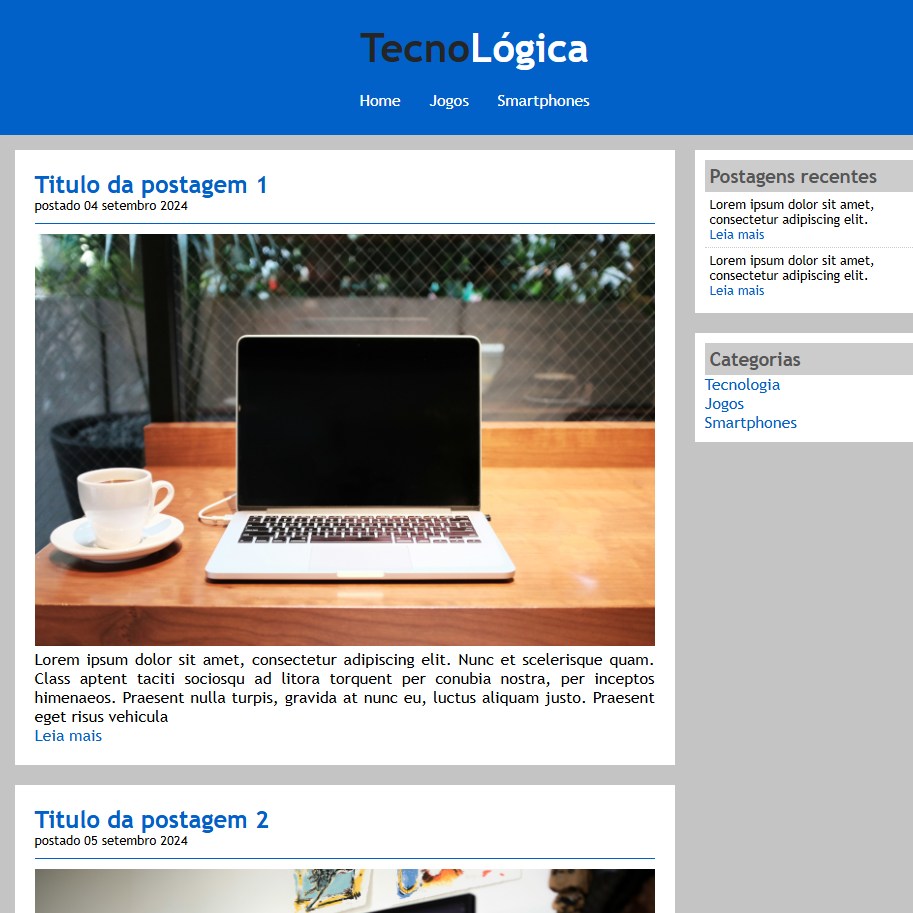 TecnoLógica
Home Jogos Smartphones
Titulo da postagem 1
postado 04 setembro 2024
Lorem ipsum dolor sit amet, consectetur adipiscing elit. Nunc et scelerisque quam.
Class aptent taciti sociosqu ad litora torquent per conubia nostra, per inceptos
himenaeos. Praesent nulla turpis, gravida at nunc eu, luctus aliquam justo. Praesent
eget risus vehicula
Leia mais
Titulo da postagem 2
postado 05 setembro 2024
Postagens recentes
Lorem ipsum dolor sit amet,
consectetur adipiscing elit.
Leia mais
Lorem ipsum dolor sit amet,
consectetur adipiscing elit.
Leia mais
Categorias
Tecnologia
Jogos
Smartphones